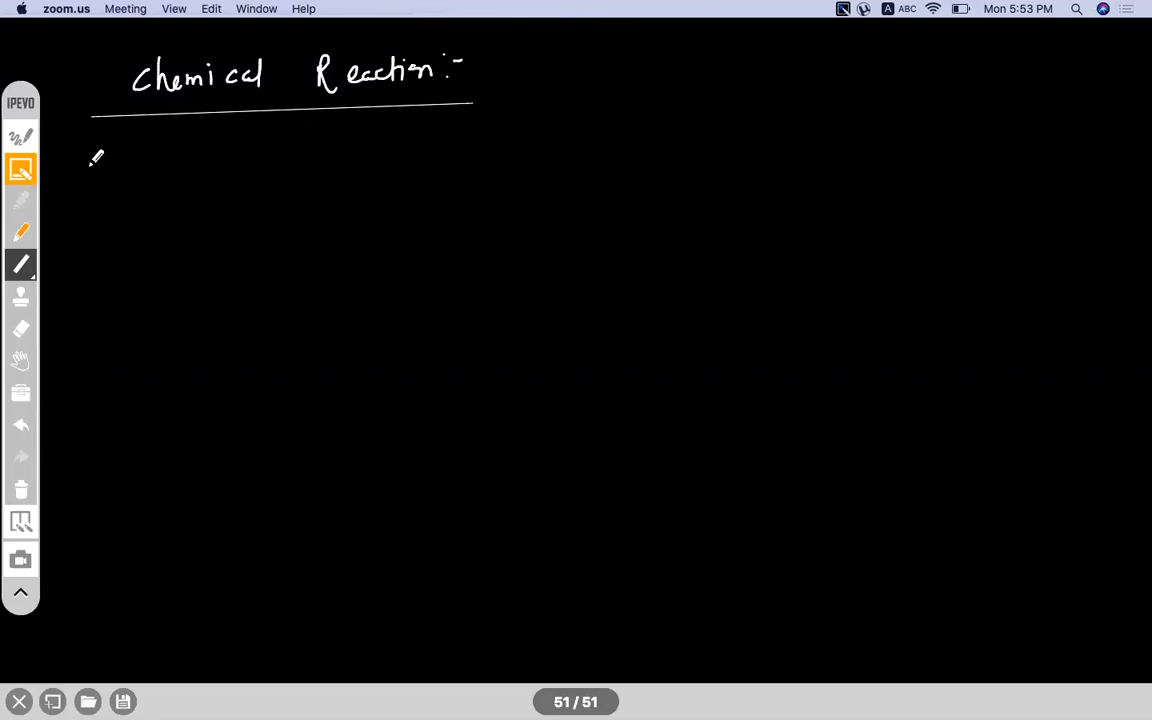 zoom.us Meeting View Edit Window Help A ABC Mon 5:53 PM
Chemical Reaction:-
IPEVO
51 / 51